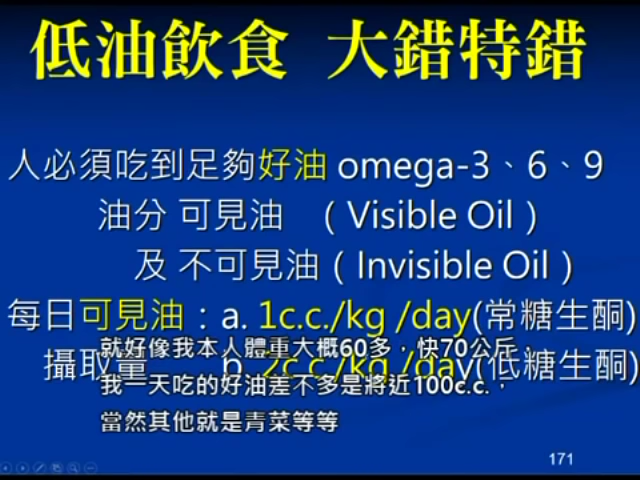 低油飲食 大錯特錯
人必須吃到足夠好油 omega-3、6、9
油分 可見油 （Visible Oil）
及 不可見油（Invisible Oil）
每日可見油：a. 1c.c./kg /day(常糖生酮)
攝取量 b. 2c.c./kg /day(低糖生酮)
就好像我本人體重大概60多，快70公斤，
我一天吃的好油差不多是將近100c.c.，
當然其他就是青菜等等
171